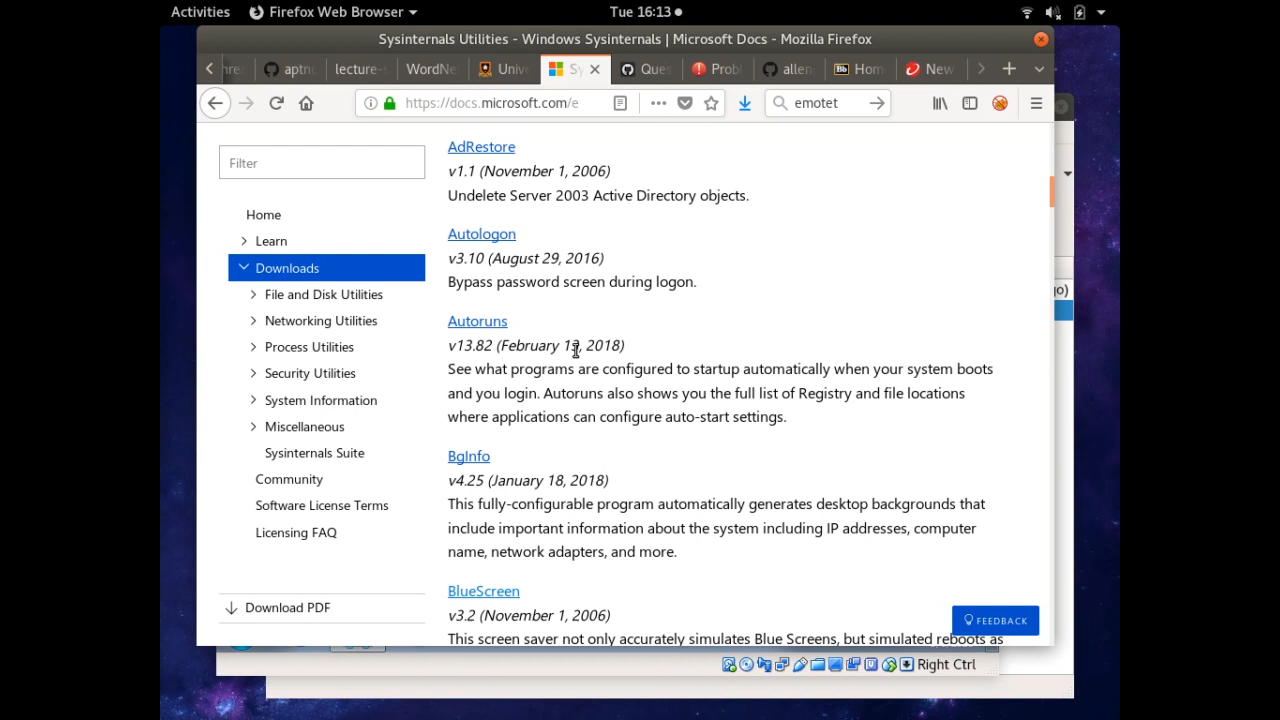 Activities Firefox Web Browser Tue 16:13
Sysinternals Utilities - Windows Sysinternals | Microsoft Docs - Mozilla Firefox
aptn lecture- WordNe Unive Sy Ques Probl allen Hom New
https://docs.microsoft.com/e emotet
Filter
Home
Learn
Downloads
File and Disk Utilities
Networking Utilities
Process Utilities
Security Utilities
System Information
Miscellaneous
Sysinternals Suite
Community
Software License Terms
Licensing FAQ
Download PDF
AdRestore
v1.1 (November 1, 2006)
Undelete Server 2003 Active Directory objects.
Autologon
v3.10 (August 29, 2016)
Bypass password screen during logon.
Autoruns
v13.82 (February 1 , 2018)
See what programs are configured to startup automatically when your system boots
and you login. Autoruns also shows you the full list of Registry and file locations
where applications can configure auto-start settings.
BgInfo
v4.25 (January 18, 2018)
This fully-configurable program automatically generates desktop backgrounds that
include important information about the system including IP addresses, computer
name, network adapters, and more.
BlueScreen
v3.2 (November 1, 2006)
This screen saver not only accurately simulates Blue Screens, but simulated reboots as
FEEDBACK
Right Ctrl